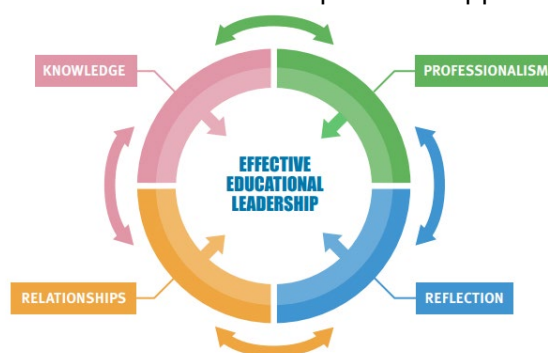 KNOWLEDGE
PROFESSIONALISM
EFFECTIVE
EDUCATIONAL
LEADERSHIP
RELATIONSHIPS
REFLECTION